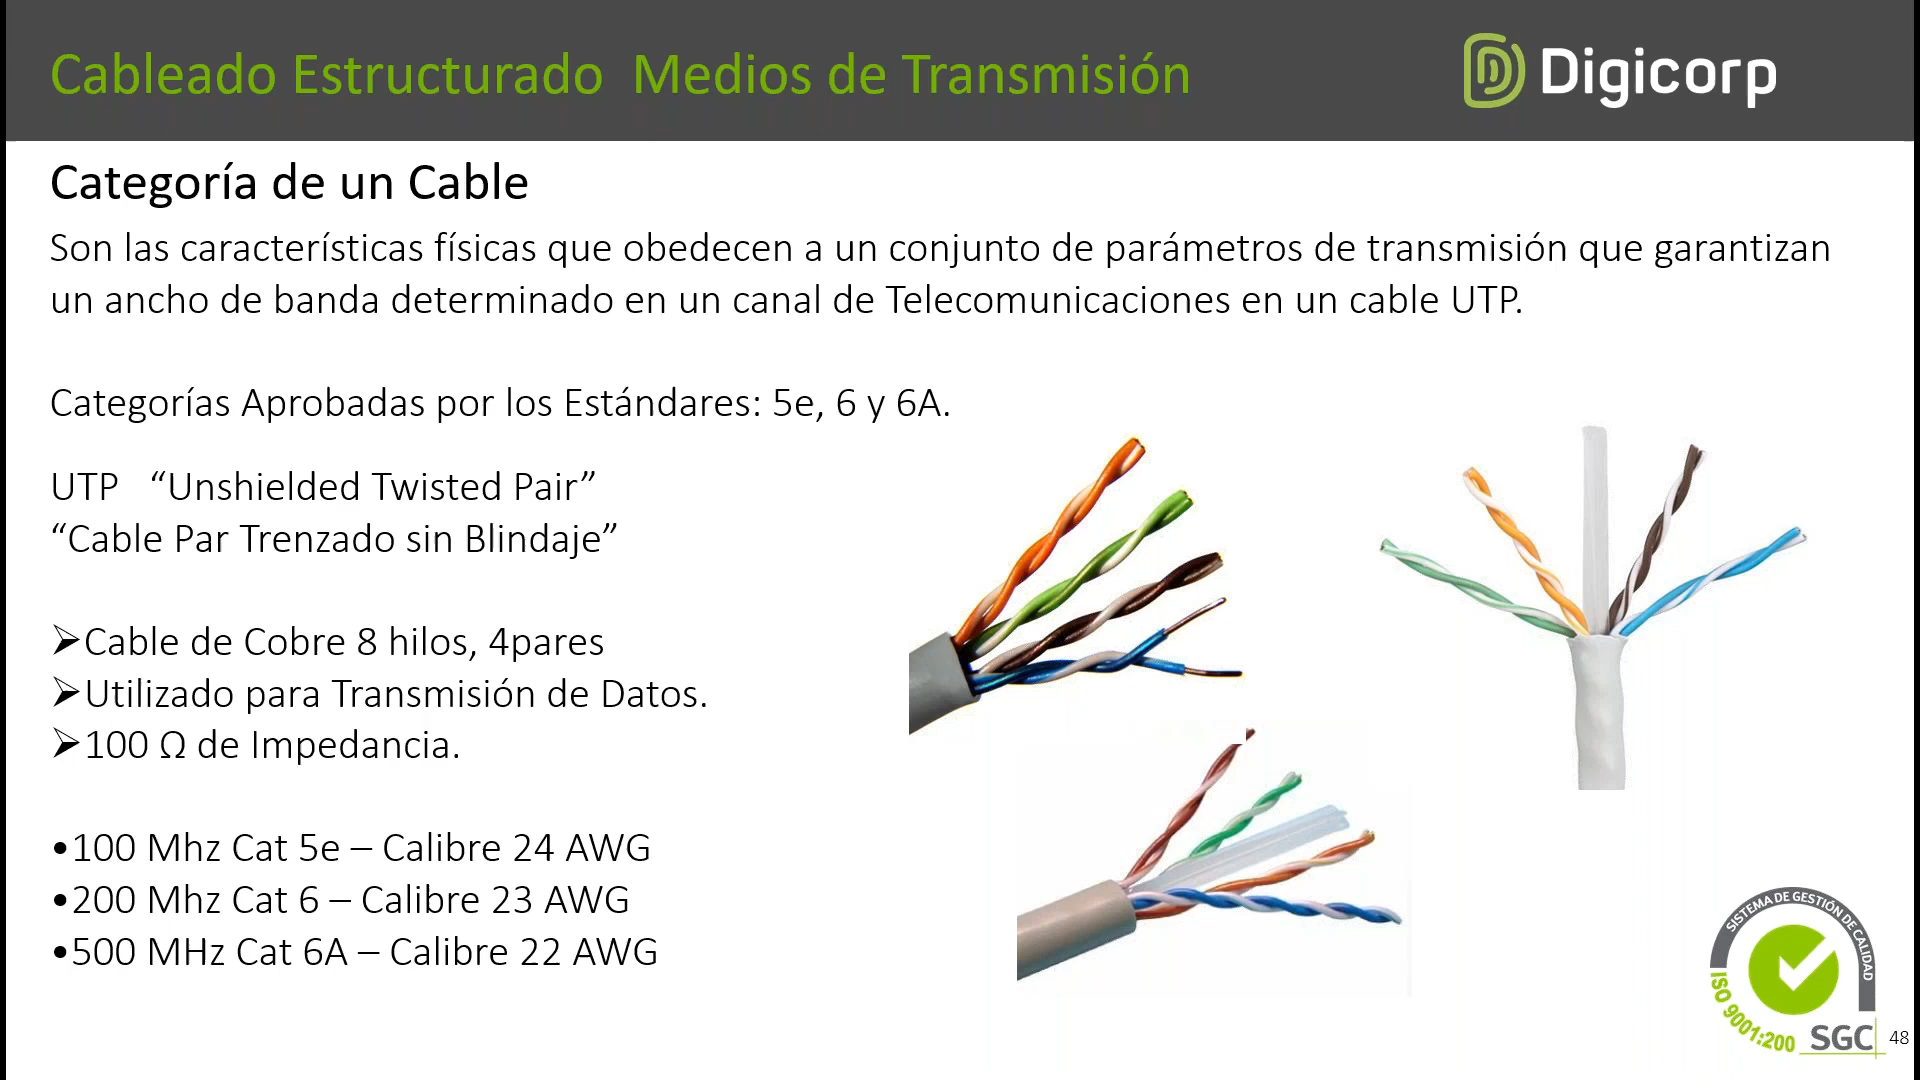 Cableado Estructurado  Medios de Transmisión
Digicorp
Categoría de un Cable
Son las características físicas que obedecen a un conjunto de parámetros de transmisión que garantizan
un ancho de banda determinado en un canal de Telecomunicaciones en un cable UTP.
Categorías Aprobadas por los Estándares: 5e, 6 y 6A.
UTP   “Unshielded Twisted Pair”
“Cable Par Trenzado sin Blindaje”
➢Cable de Cobre 8 hilos, 4pares
➢Utilizado para Transmisión de Datos.
➢100 Ω de Impedancia.
•100 Mhz Cat 5e – Calibre 24 AWG
•200 Mhz Cat 6 – Calibre 23 AWG
•500 MHz Cat 6A – Calibre 22 AWG
SISTEMA DE GESTIÓN DE CALIDAD
ISO 9001:200
SGC
48